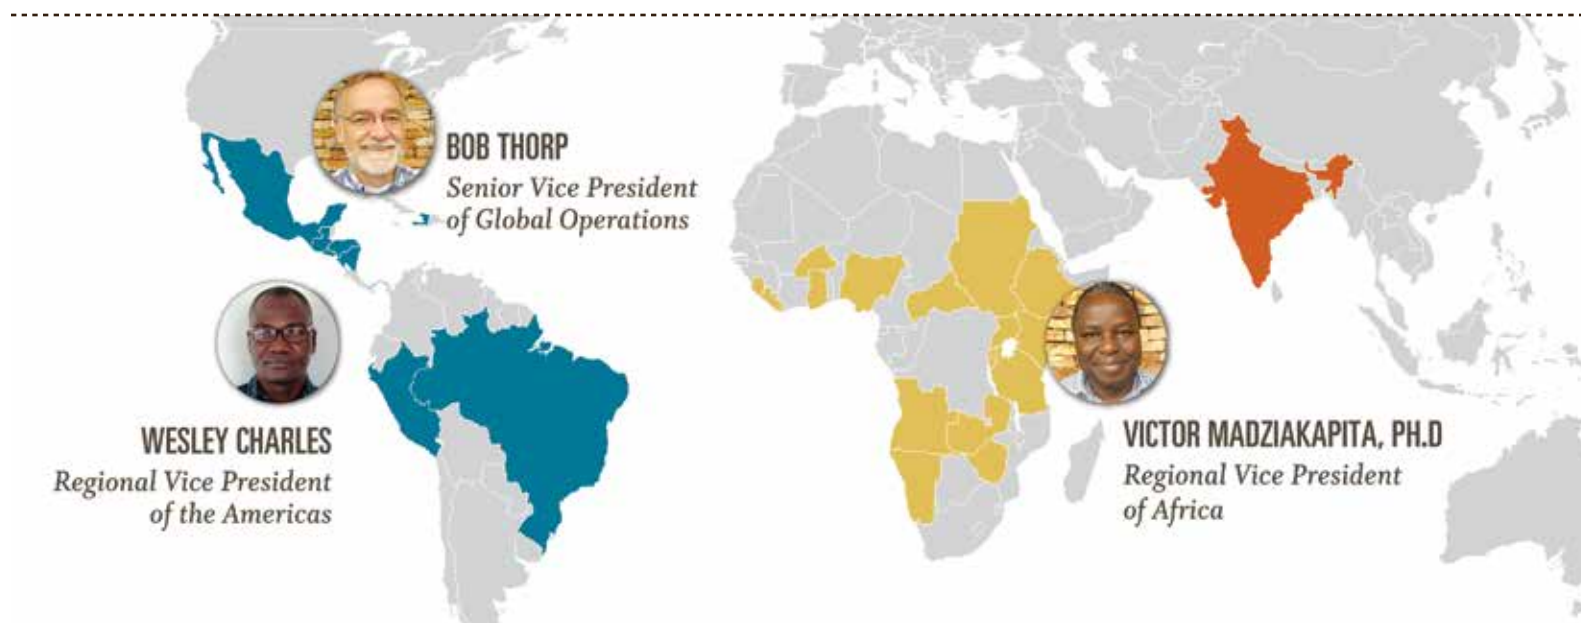 BOB THORP
Senior Vice President
of Global Operations
WESLEY CHARLES
Regional Vice President
of the Americas
VICTOR MADZIAKAPITA, PH.D
Regional Vice President
of Africa